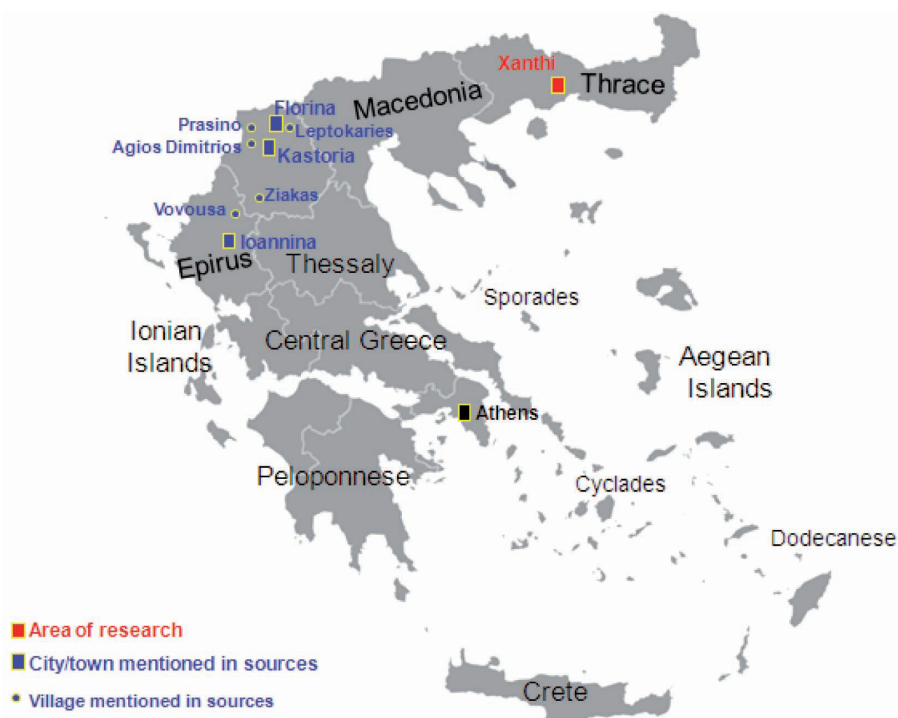 Xanthi
Thrace
Macedonia
Florina
Prasino
Leptokaries
Agios Dimitrios
Kastoria
Ziakas
Vovousa
Ioannina
Epirus
Thessaly
Sporades
Ionian
Islands
Central Greece
Aegean
Islands
Athens
Peloponnese
Cyclades
Dodecanese
Area of research
City/town mentioned in sources
Village mentioned in sources
Crete